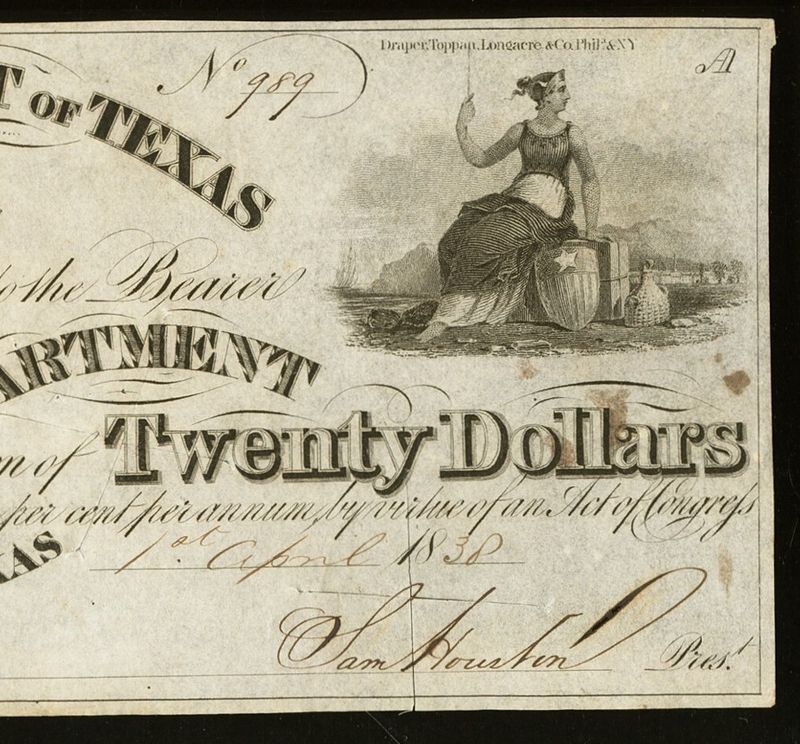 Draper, Toppan, Longacre & Co. Phila. & N.Y.
No 989
A
T OF TEXAS
to the Bearer
ARTMENT
n of Twenty Dollars
per cent per annum, by virtue of an Act of Congress
XAS 1st April 1838
Sam Houston Prest.